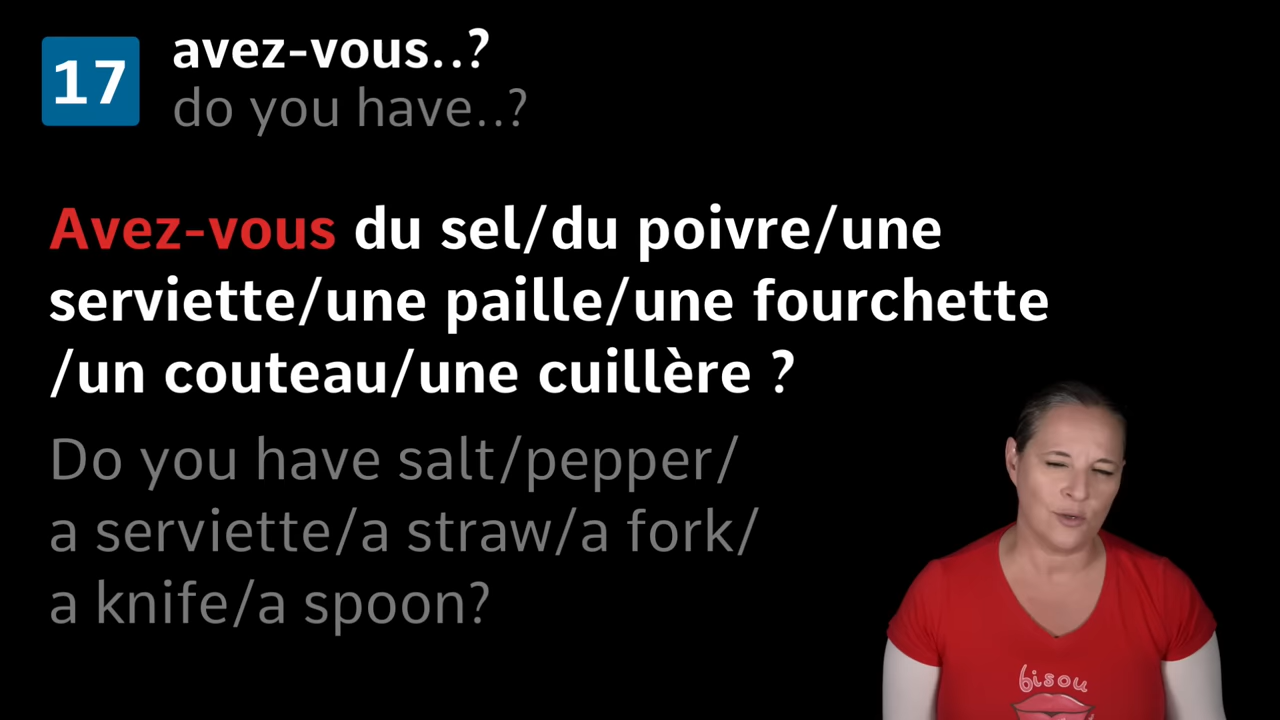 17
avez-vous..?
do you have..?
Avez-vous du sel/du poivre/une
serviette/une paille/une fourchette
/un couteau/une cuillère ?
Do you have salt/pepper/
a serviette/a straw/a fork/
a knife/a spoon?
bisou